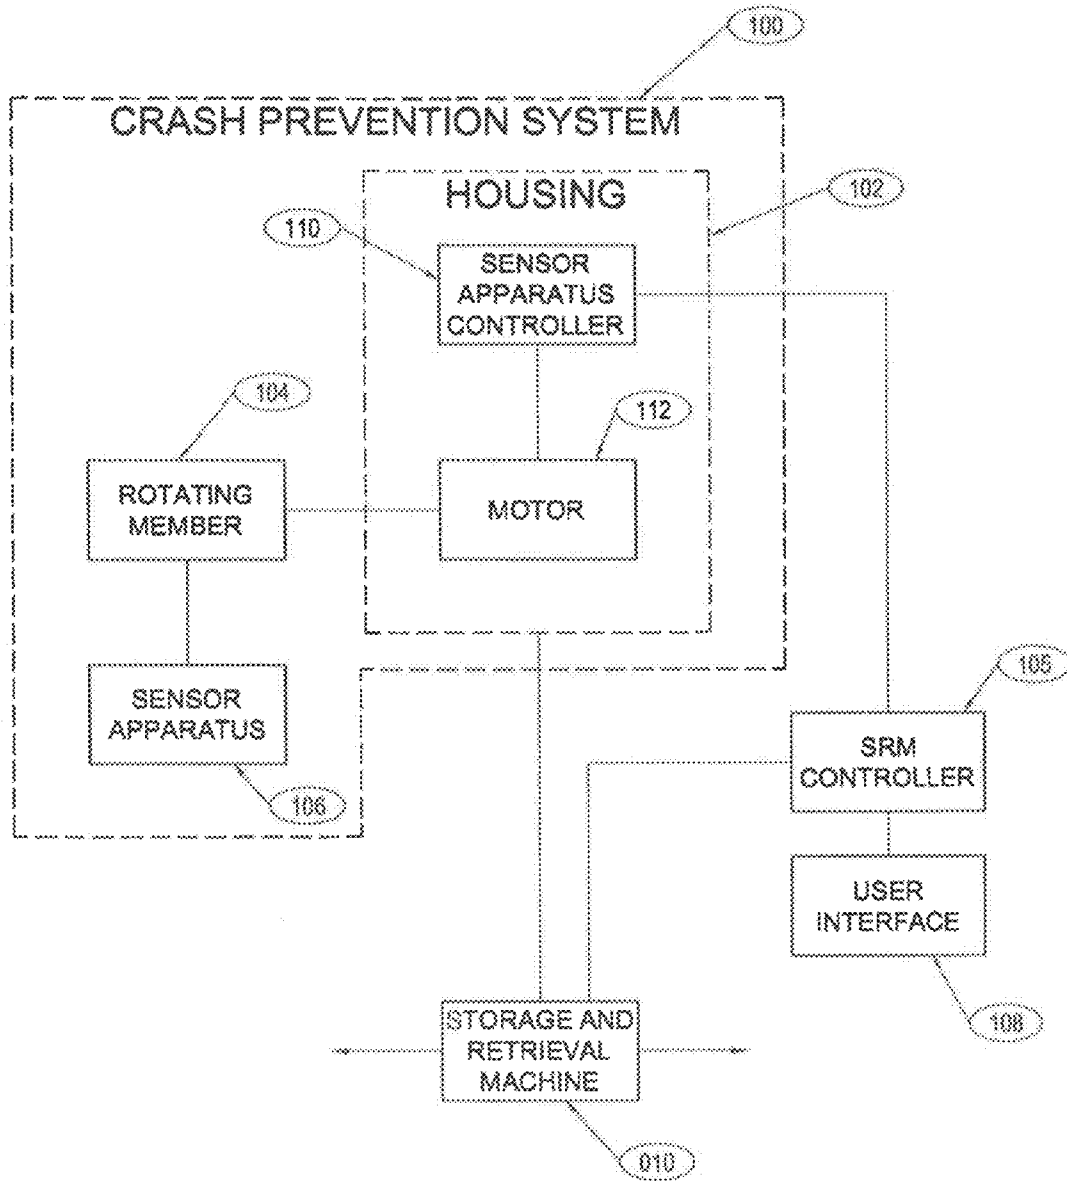 100
CRASH PREVENTION SYSTEM
HOUSING
102
110
SENSOR
APPARATUS
CONTROLLER
104
112
ROTATING
MEMBER
MOTOR
105
SENSOR
APPARATUS
SRM
CONTROLLER
106
USER
INTERFACE
108
STORAGE AND
RETRIEVAL
MACHINE
010